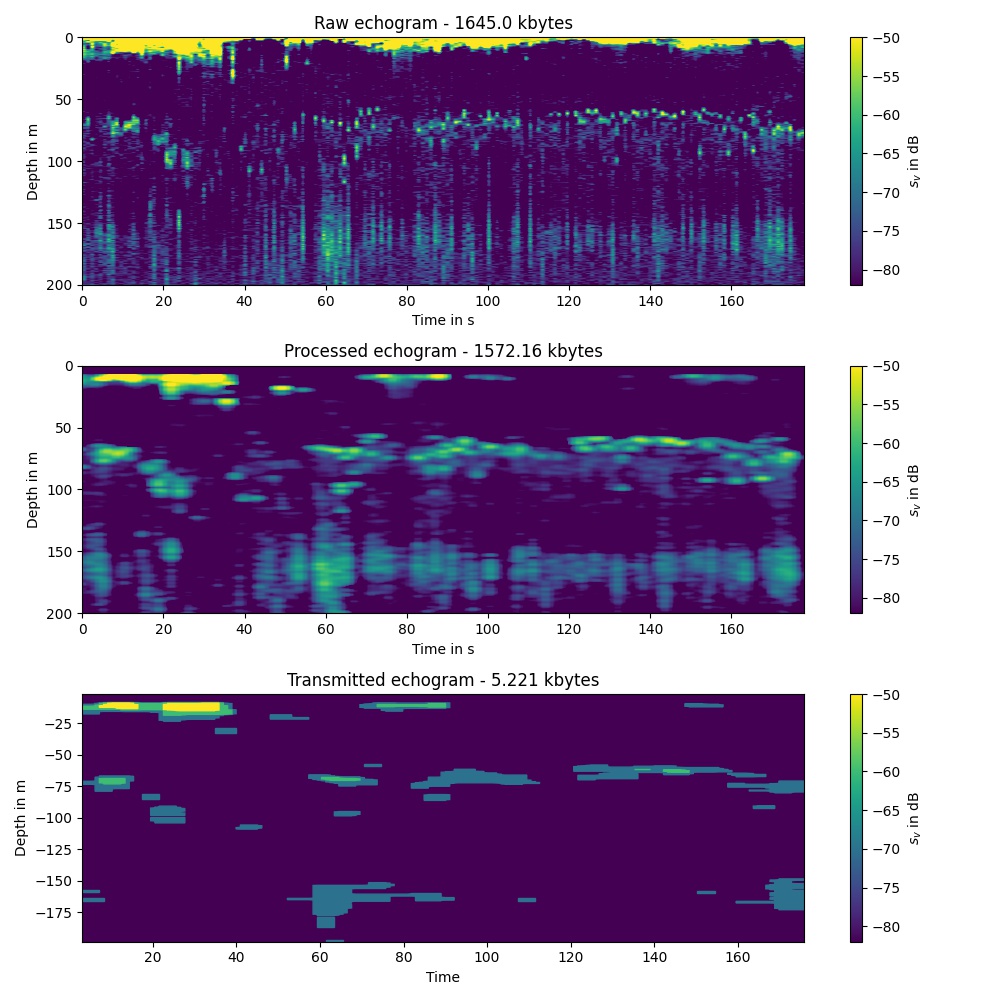 Raw echogram - 1645.0 kbytes
0
50
100
150
200
Depth in m
0 20 40 60 80 100 120 140 160
Time in s
−50
−55
−60
−65
−70
−75
−80
sv in dB
Processed echogram - 1572.16 kbytes
0
50
100
150
200
Depth in m
0 20 40 60 80 100 120 140 160
Time in s
−50
−55
−60
−65
−70
−75
−80
sv in dB
Transmitted echogram - 5.221 kbytes
−25
−50
−75
−100
−125
−150
−175
Depth in m
20 40 60 80 100 120 140 160
Time
−50
−55
−60
−65
−70
−75
−80
sv in dB